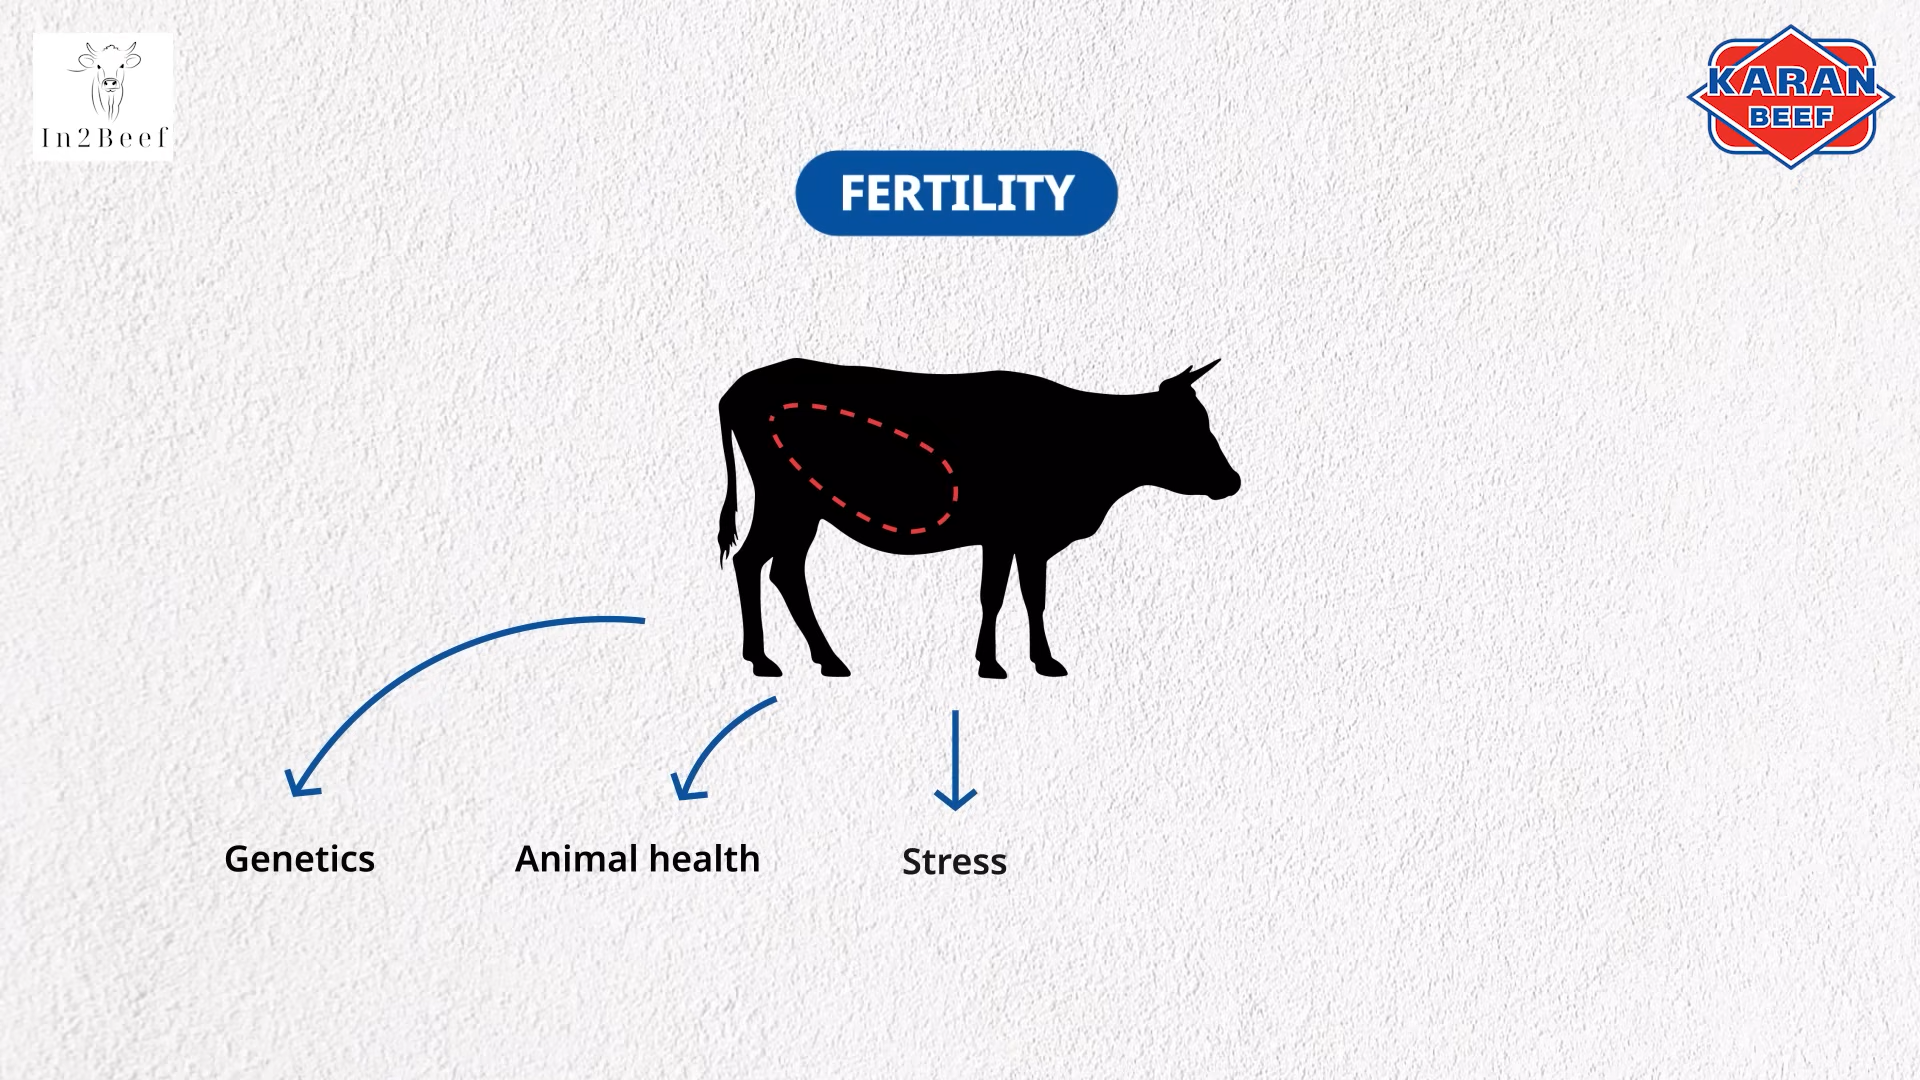 In2Beef
KARAN
BEEF
FERTILITY
Genetics
Animal health
Stress